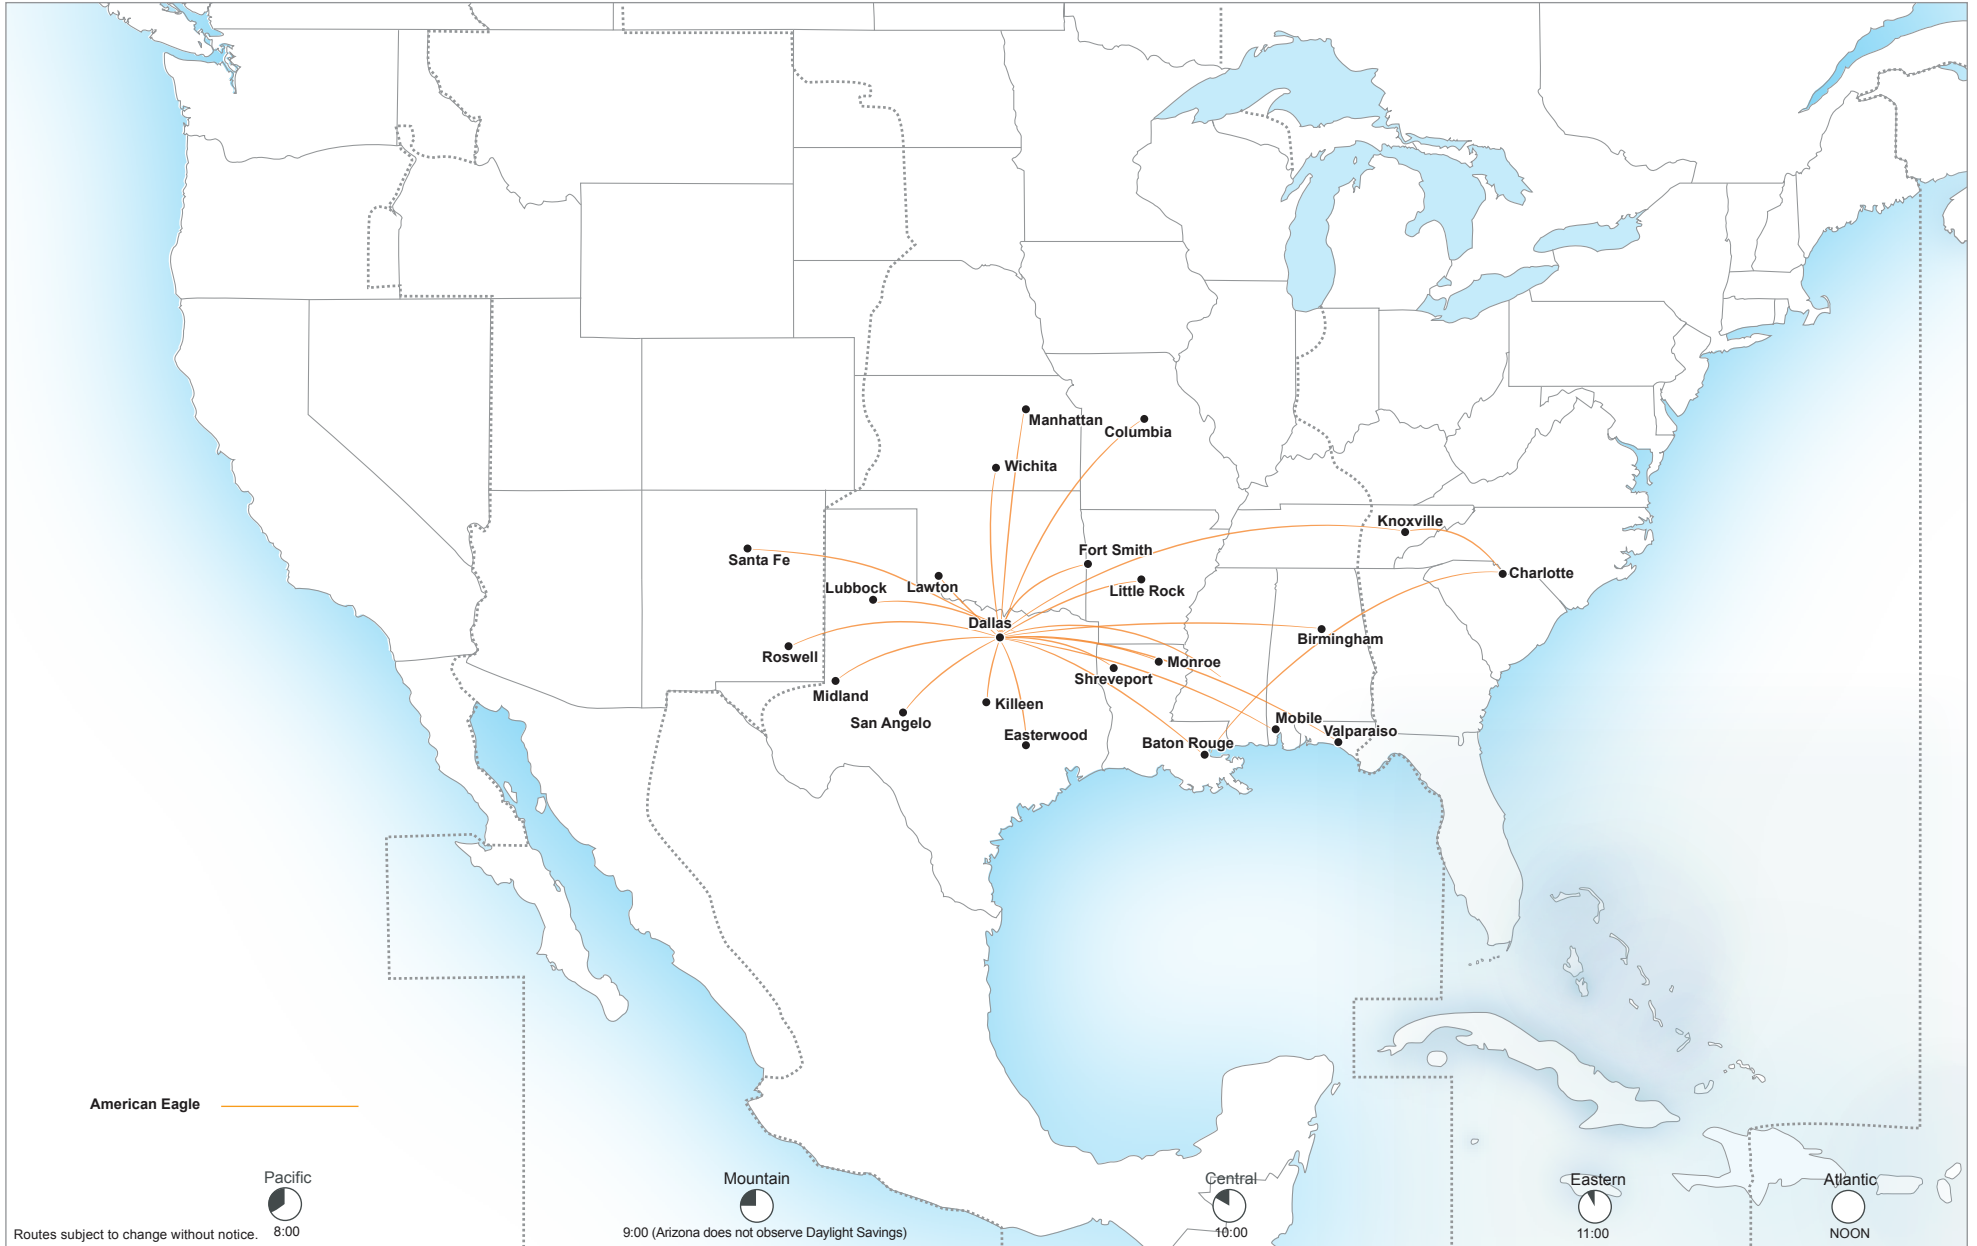 Manhattan
Columbia
Wichita
Knoxville
Fort Smith
Santa Fe
Charlotte
Lubbock
Lawton
Little Rock
Dallas
Birmingham
Roswell
Monroe
Shreveport
Midland
Killeen
San Angelo
Mobile
Valparaiso
Easterwood
Baton Rouge
American Eagle
Pacific
Mountain
Central
Eastern
Atlantic
Routes subject to change without notice.
8:00
9:00 (Arizona does not observe Daylight Savings)
10:00
11:00
NOON